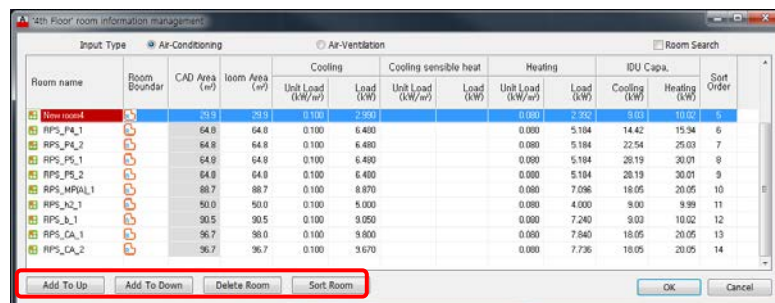 '4th Floor' room information management
Input Type Air-Conditioning Air-Ventilation Room Search
Room name Room Boundar CAD Area (㎡) loom Area (㎡) Cooling Cooling sensible heat Heating IDU Capa. Sort Order
Unit Load (kW/㎡) Load (kW) Unit Load (kW/㎡) Load (kW) Unit Load (kW/㎡) Load (kW) Cooling (kW) Heating (kW)
New room4 29.9 29.9 0.100 2.990 0.080 2.392 9.03 10.02 5
RPS_P4_1 64.8 64.8 0.100 6.480 0.080 5.184 14.42 15.94 6
RPS_P4_2 64.8 64.8 0.100 6.480 0.080 5.184 22.54 25.03 7
RPS_P5_1 64.8 64.8 0.100 6.480 0.080 5.184 28.19 30.01 8
RPS_P5_2 64.8 64.8 0.100 6.480 0.080 5.184 28.19 30.01 9
RPS_MP(A)_1 88.7 88.7 0.100 8.870 0.080 7.096 18.05 20.05 10
RPS_h2_1 50.0 50.0 0.100 5.000 0.080 4.000 9.00 9.99 11
RPS_b_1 90.5 90.5 0.100 9.050 0.080 7.240 9.03 10.02 12
RPS_CA_1 96.7 98.0 0.100 9.800 0.080 7.840 18.05 20.05 13
RPS_CA_2 96.7 96.7 0.100 9.670 0.080 7.736 18.05 20.05 14
Add To Up Add To Down Delete Room Sort Room OK Cancel